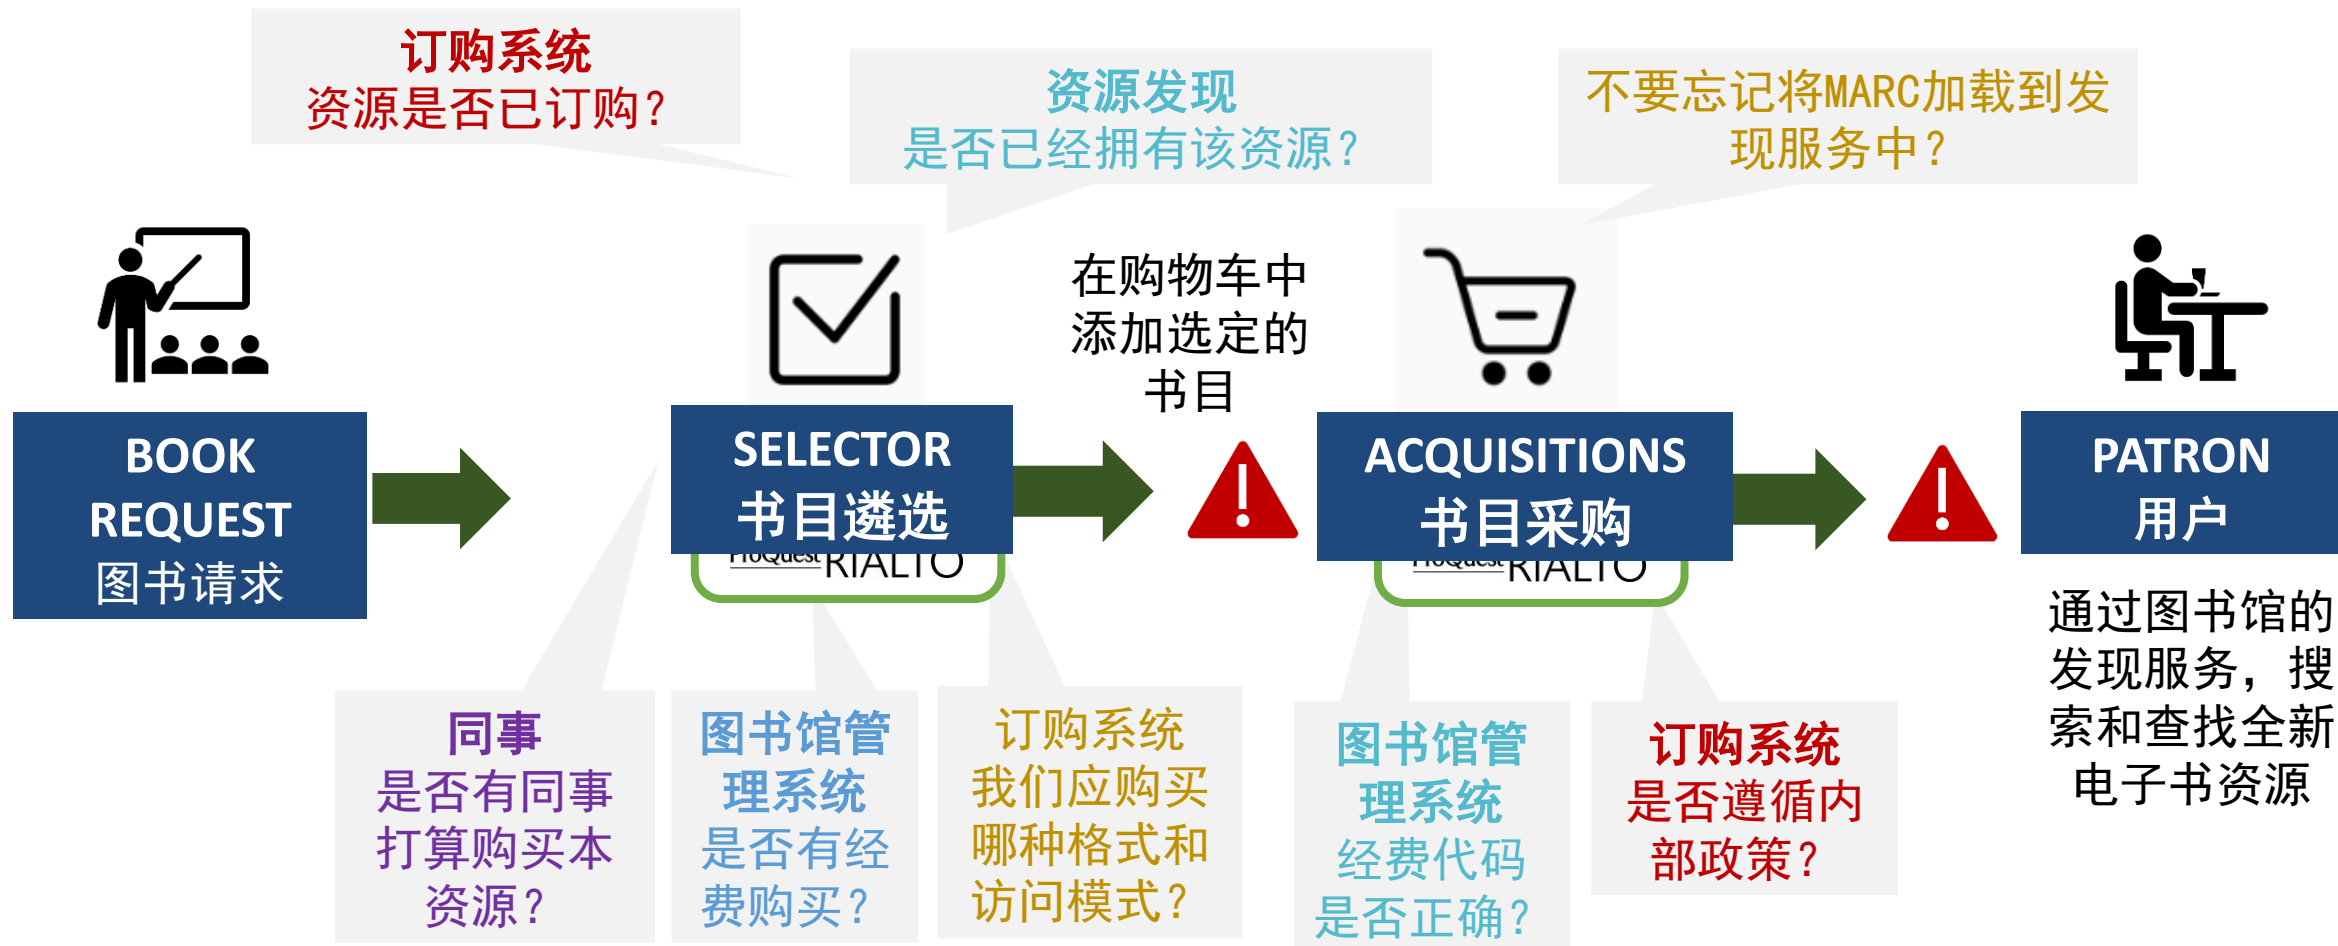 订购系统
资源是否已订购？
资源发现
是否已经拥有该资源？
不要忘记将MARC加载到发
现服务中？
在购物车中
添加选定的
书目
BOOK
REQUEST
图书请求
SELECTOR
书目遴选
ProQuest RIALTO
ACQUISITIONS
书目采购
ProQuest RIALTO
PATRON
用户
通过图书馆的
发现服务，搜
索和查找全新
电子书资源
同事
是否有同事
打算购买本
资源？
图书馆管
理系统
是否有经
费购买？
订购系统
我们应购买
哪种格式和
访问模式？
图书馆管
理系统
经费代码
是否正确？
订购系统
是否遵循内
部政策？